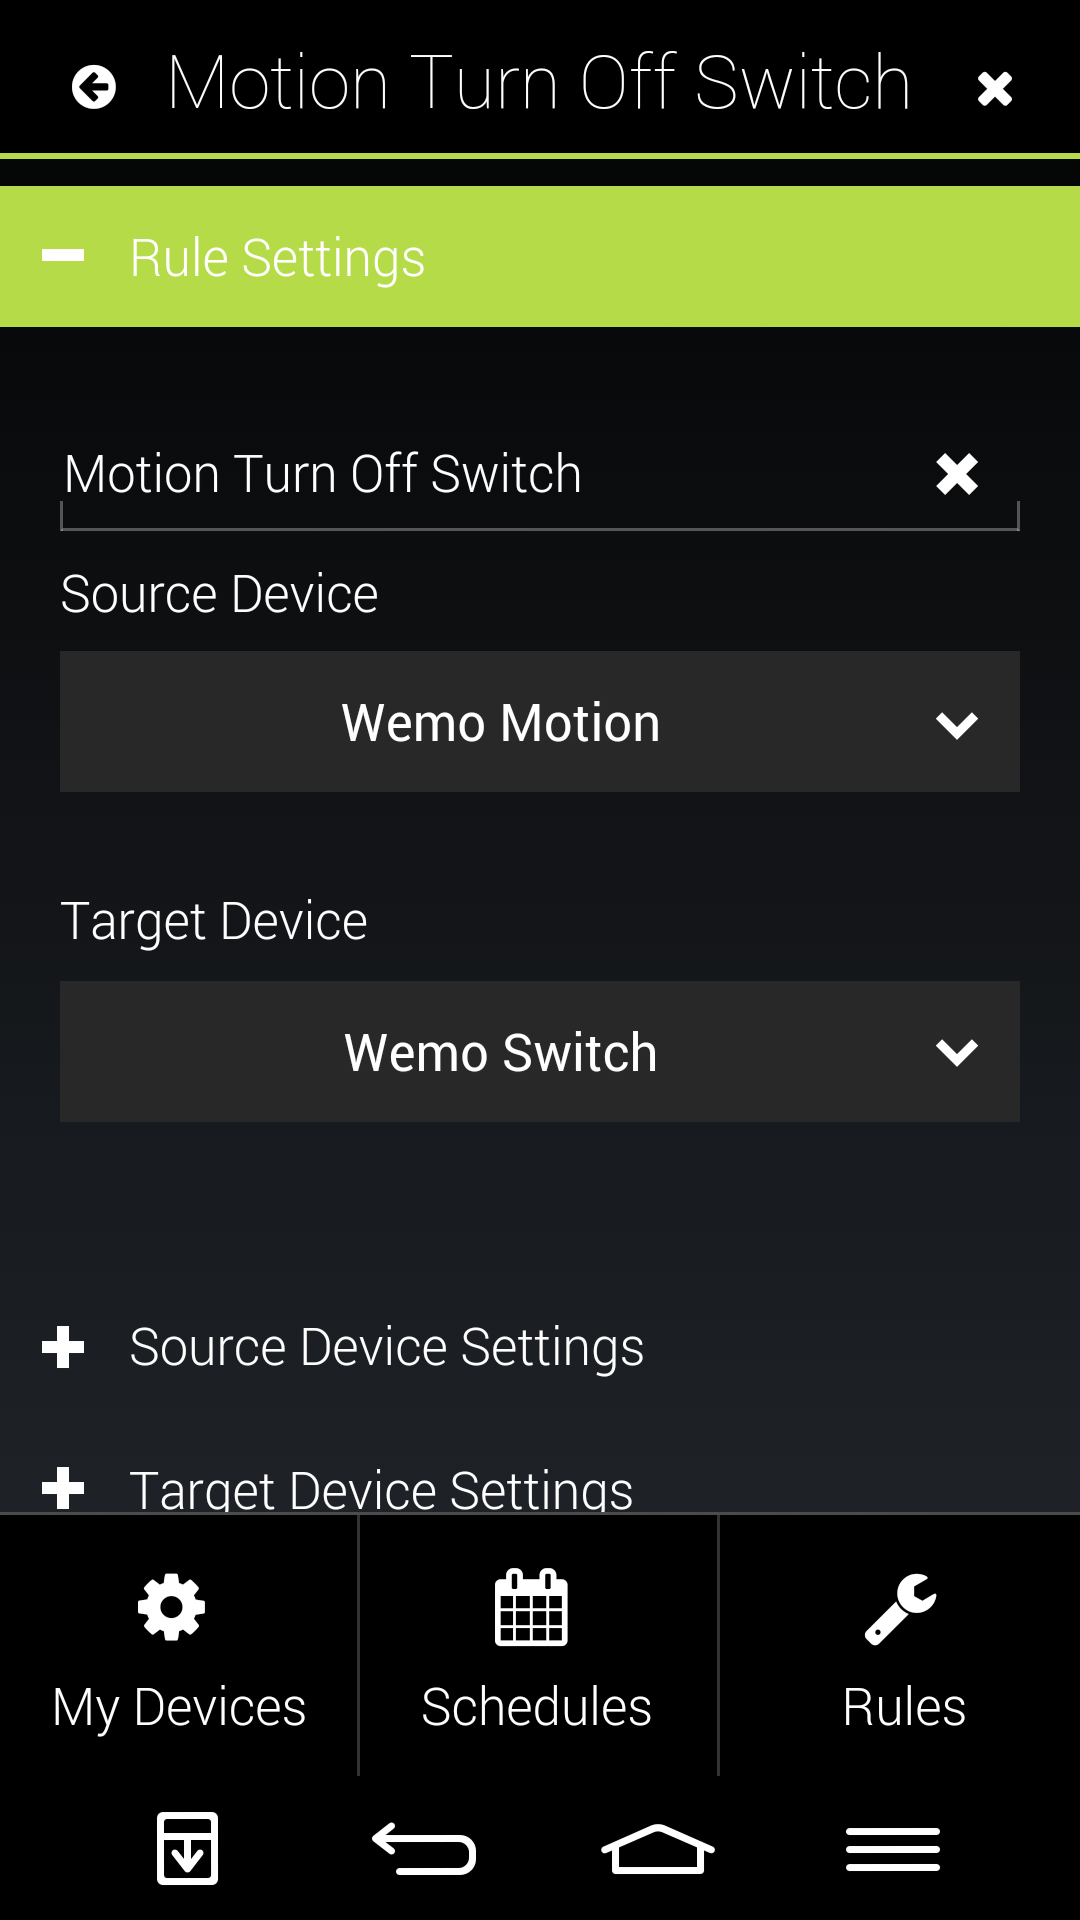 Motion Turn Off Switch
Rule Settings
Motion Turn Off Switch
Source Device
Wemo Motion
Target Device
Wemo Switch
Source Device Settings
Target Device Settings
My Devices
Schedules
Rules